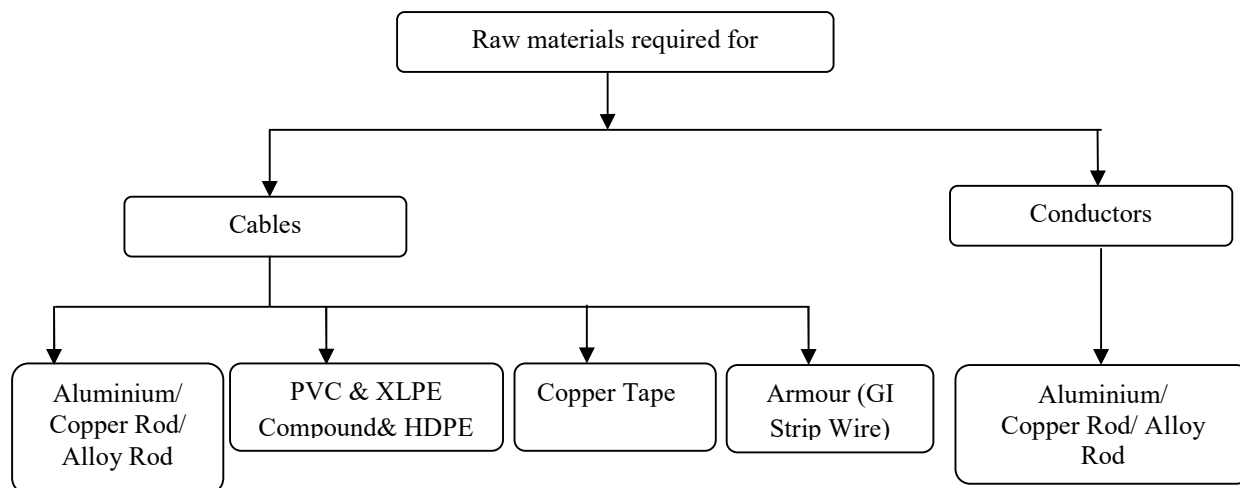 Raw materials required for
Cables
Conductors
Aluminium/
Copper Rod/
Alloy Rod
PVC & XLPE
Compound& HDPE
Copper Tape
Armour (GI
Strip Wire)
Aluminium/
Copper Rod/ Alloy
Rod